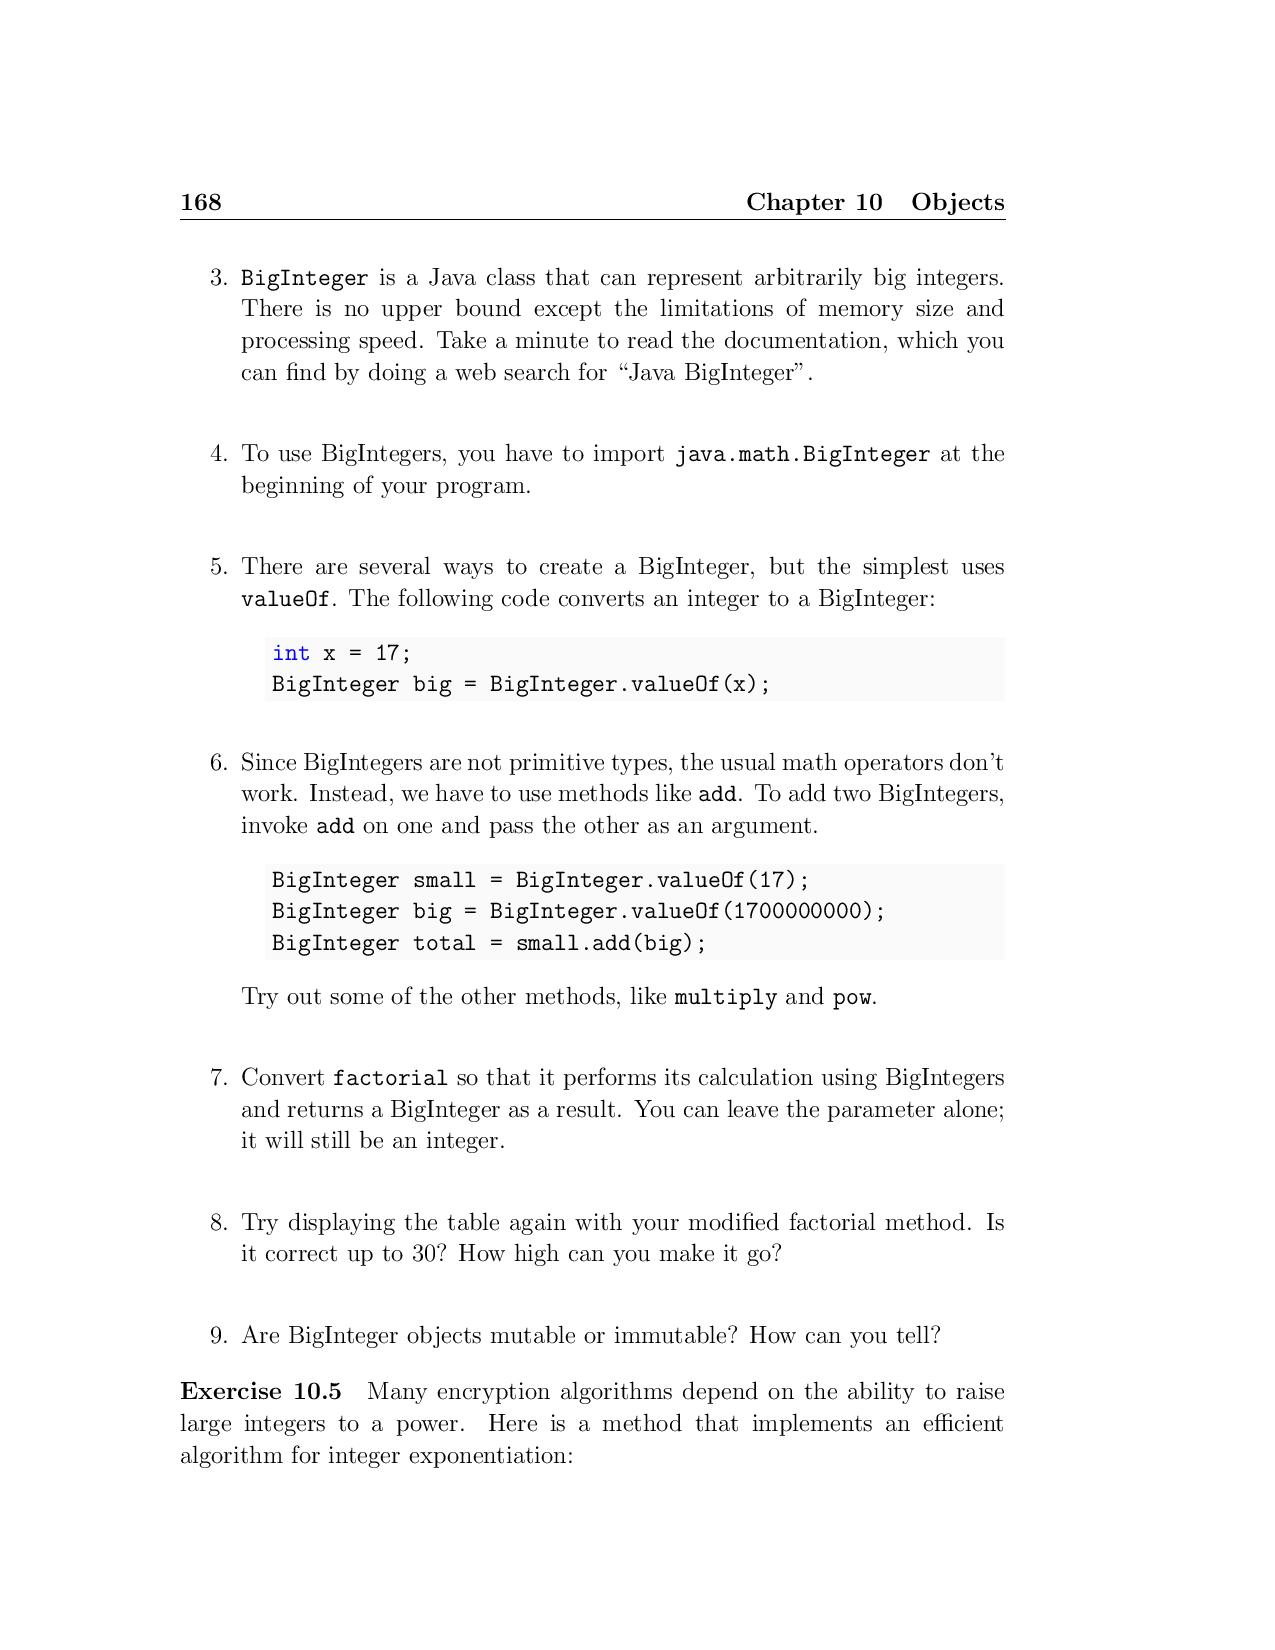 168 Chapter 10 Objects
3. BigInteger is a Java class that can represent arbitrarily big integers.
There is no upper bound except the limitations of memory size and
processing speed. Take a minute to read the documentation, which you
can find by doing a web search for “Java BigInteger”.
4. To use BigIntegers, you have to import java.math.BigInteger at the
beginning of your program.
5. There are several ways to create a BigInteger, but the simplest uses
valueOf. The following code converts an integer to a BigInteger:
int x = 17;
BigInteger big = BigInteger.valueOf(x);
6. Since BigIntegers are not primitive types, the usual math operators don’t
work. Instead, we have to use methods like add. To add two BigIntegers,
invoke add on one and pass the other as an argument.
BigInteger small = BigInteger.valueOf(17);
BigInteger big = BigInteger.valueOf(1700000000);
BigInteger total = small.add(big);
Try out some of the other methods, like multiply and pow.
7. Convert factorial so that it performs its calculation using BigIntegers
and returns a BigInteger as a result. You can leave the parameter alone;
it will still be an integer.
8. Try displaying the table again with your modified factorial method. Is
it correct up to 30? How high can you make it go?
9. Are BigInteger objects mutable or immutable? How can you tell?
Exercise 10.5 Many encryption algorithms depend on the ability to raise
large integers to a power. Here is a method that implements an efficient
algorithm for integer exponentiation: